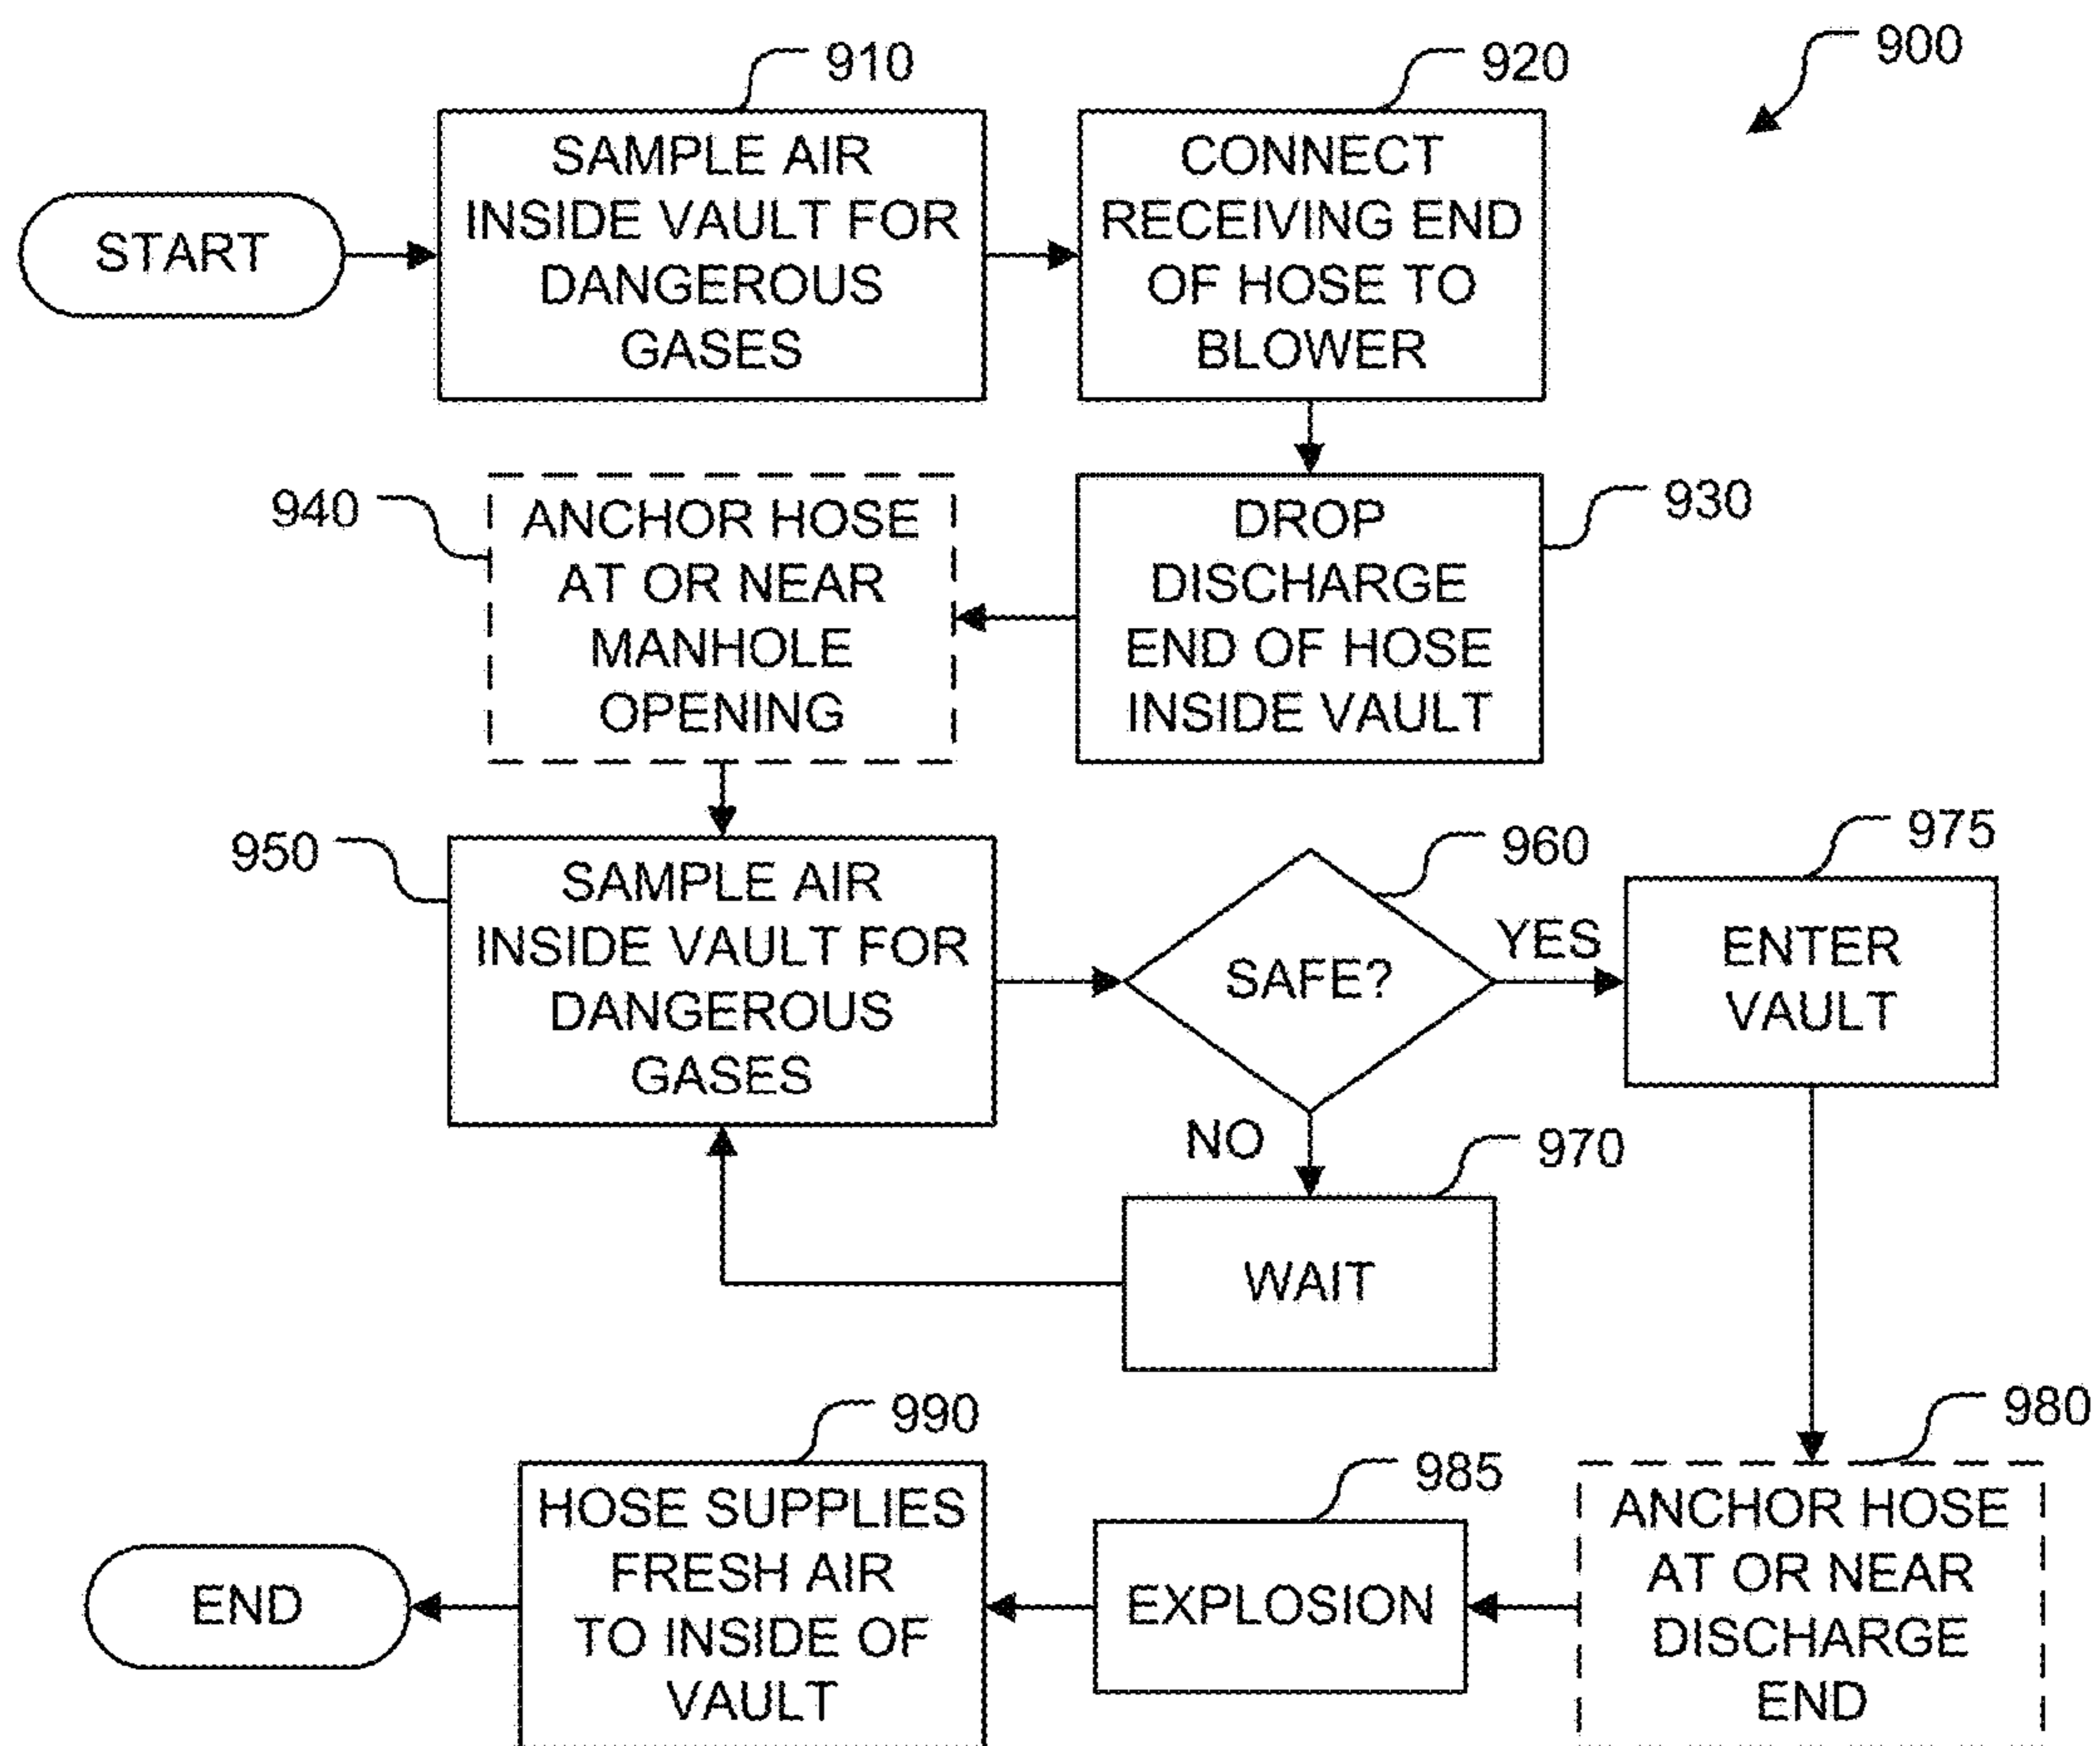 900
910
920
START
SAMPLE AIR
INSIDE VAULT FOR
DANGEROUS
GASES
CONNECT
RECEIVING END
OF HOSE TO
BLOWER
940
ANCHOR HOSE
AT OR NEAR
MANHOLE
OPENING
930
DROP
DISCHARGE
END OF HOSE
INSIDE VAULT
950
SAMPLE AIR
INSIDE VAULT FOR
DANGEROUS
GASES
960
SAFE?
YES
975
ENTER
VAULT
NO
970
WAIT
990
HOSE SUPPLIES
FRESH AIR
TO INSIDE OF
VAULT
985
EXPLOSION
980
ANCHOR HOSE
AT OR NEAR
DISCHARGE
END
END